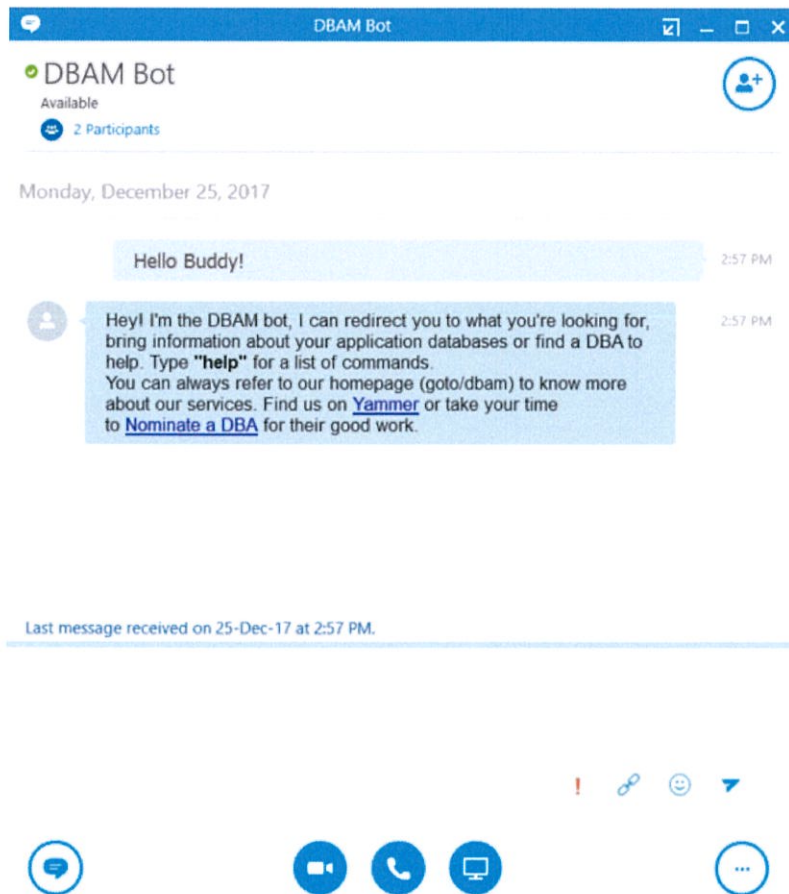 DBAM Bot
DBAM Bot
Available
2 Participants
Monday, December 25, 2017
Hello Buddy!
2:57 PM
Hey! I'm the DBAM bot, I can redirect you to what you're looking for,
2:57 PM
bring information about your application databases or find a DBA to
help. Type "help" for a list of commands.
You can always refer to our homepage (goto/dbam) to know more
about our services. Find us on Yammer or take your time
to Nominate a DBA for their good work.
Last message received on 25-Dec-17 at 2:57 PM.